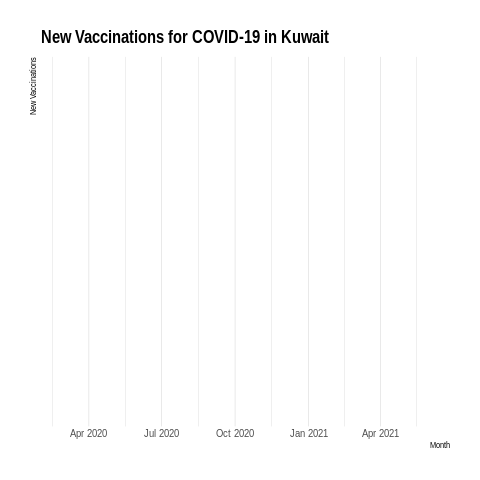 New Vaccinations for COVID-19 in Kuwait
New Vaccinations
Apr 2020 Jul 2020 Oct 2020 Jan 2021 Apr 2021
Month